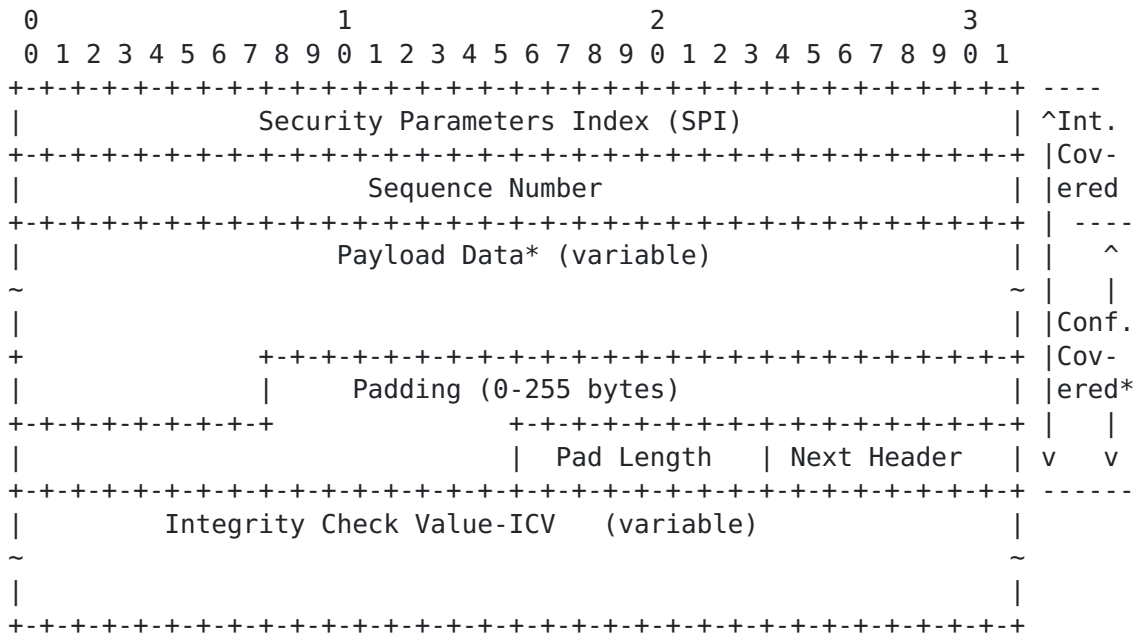 0                   1                   2                   3
 0 1 2 3 4 5 6 7 8 9 0 1 2 3 4 5 6 7 8 9 0 1 2 3 4 5 6 7 8 9 0 1
+-+-+-+-+-+-+-+-+-+-+-+-+-+-+-+-+-+-+-+-+-+-+-+-+-+-+-+-+-+-+-+-+ ----
|               Security Parameters Index (SPI)                 | ^Int.
+-+-+-+-+-+-+-+-+-+-+-+-+-+-+-+-+-+-+-+-+-+-+-+-+-+-+-+-+-+-+-+-+ |Cov-
|                      Sequence Number                          | |ered
+-+-+-+-+-+-+-+-+-+-+-+-+-+-+-+-+-+-+-+-+-+-+-+-+-+-+-+-+-+-+-+-+ | ----
|                    Payload Data* (variable)                   | |   ^
~                                                               ~ |   |
|                                                               | |Conf.
+               +-+-+-+-+-+-+-+-+-+-+-+-+-+-+-+-+-+-+-+-+-+-+-+-+ |Cov-
|               |     Padding (0-255 bytes)                     | |ered*
+-+-+-+-+-+-+-+-+               +-+-+-+-+-+-+-+-+-+-+-+-+-+-+-+-+ |   |
|                               |  Pad Length   | Next Header   | v   v
+-+-+-+-+-+-+-+-+-+-+-+-+-+-+-+-+-+-+-+-+-+-+-+-+-+-+-+-+-+-+-+-+ ------
|         Integrity Check Value-ICV   (variable)                |
~                                                               ~
|                                                               |
+-+-+-+-+-+-+-+-+-+-+-+-+-+-+-+-+-+-+-+-+-+-+-+-+-+-+-+-+-+-+-+-+